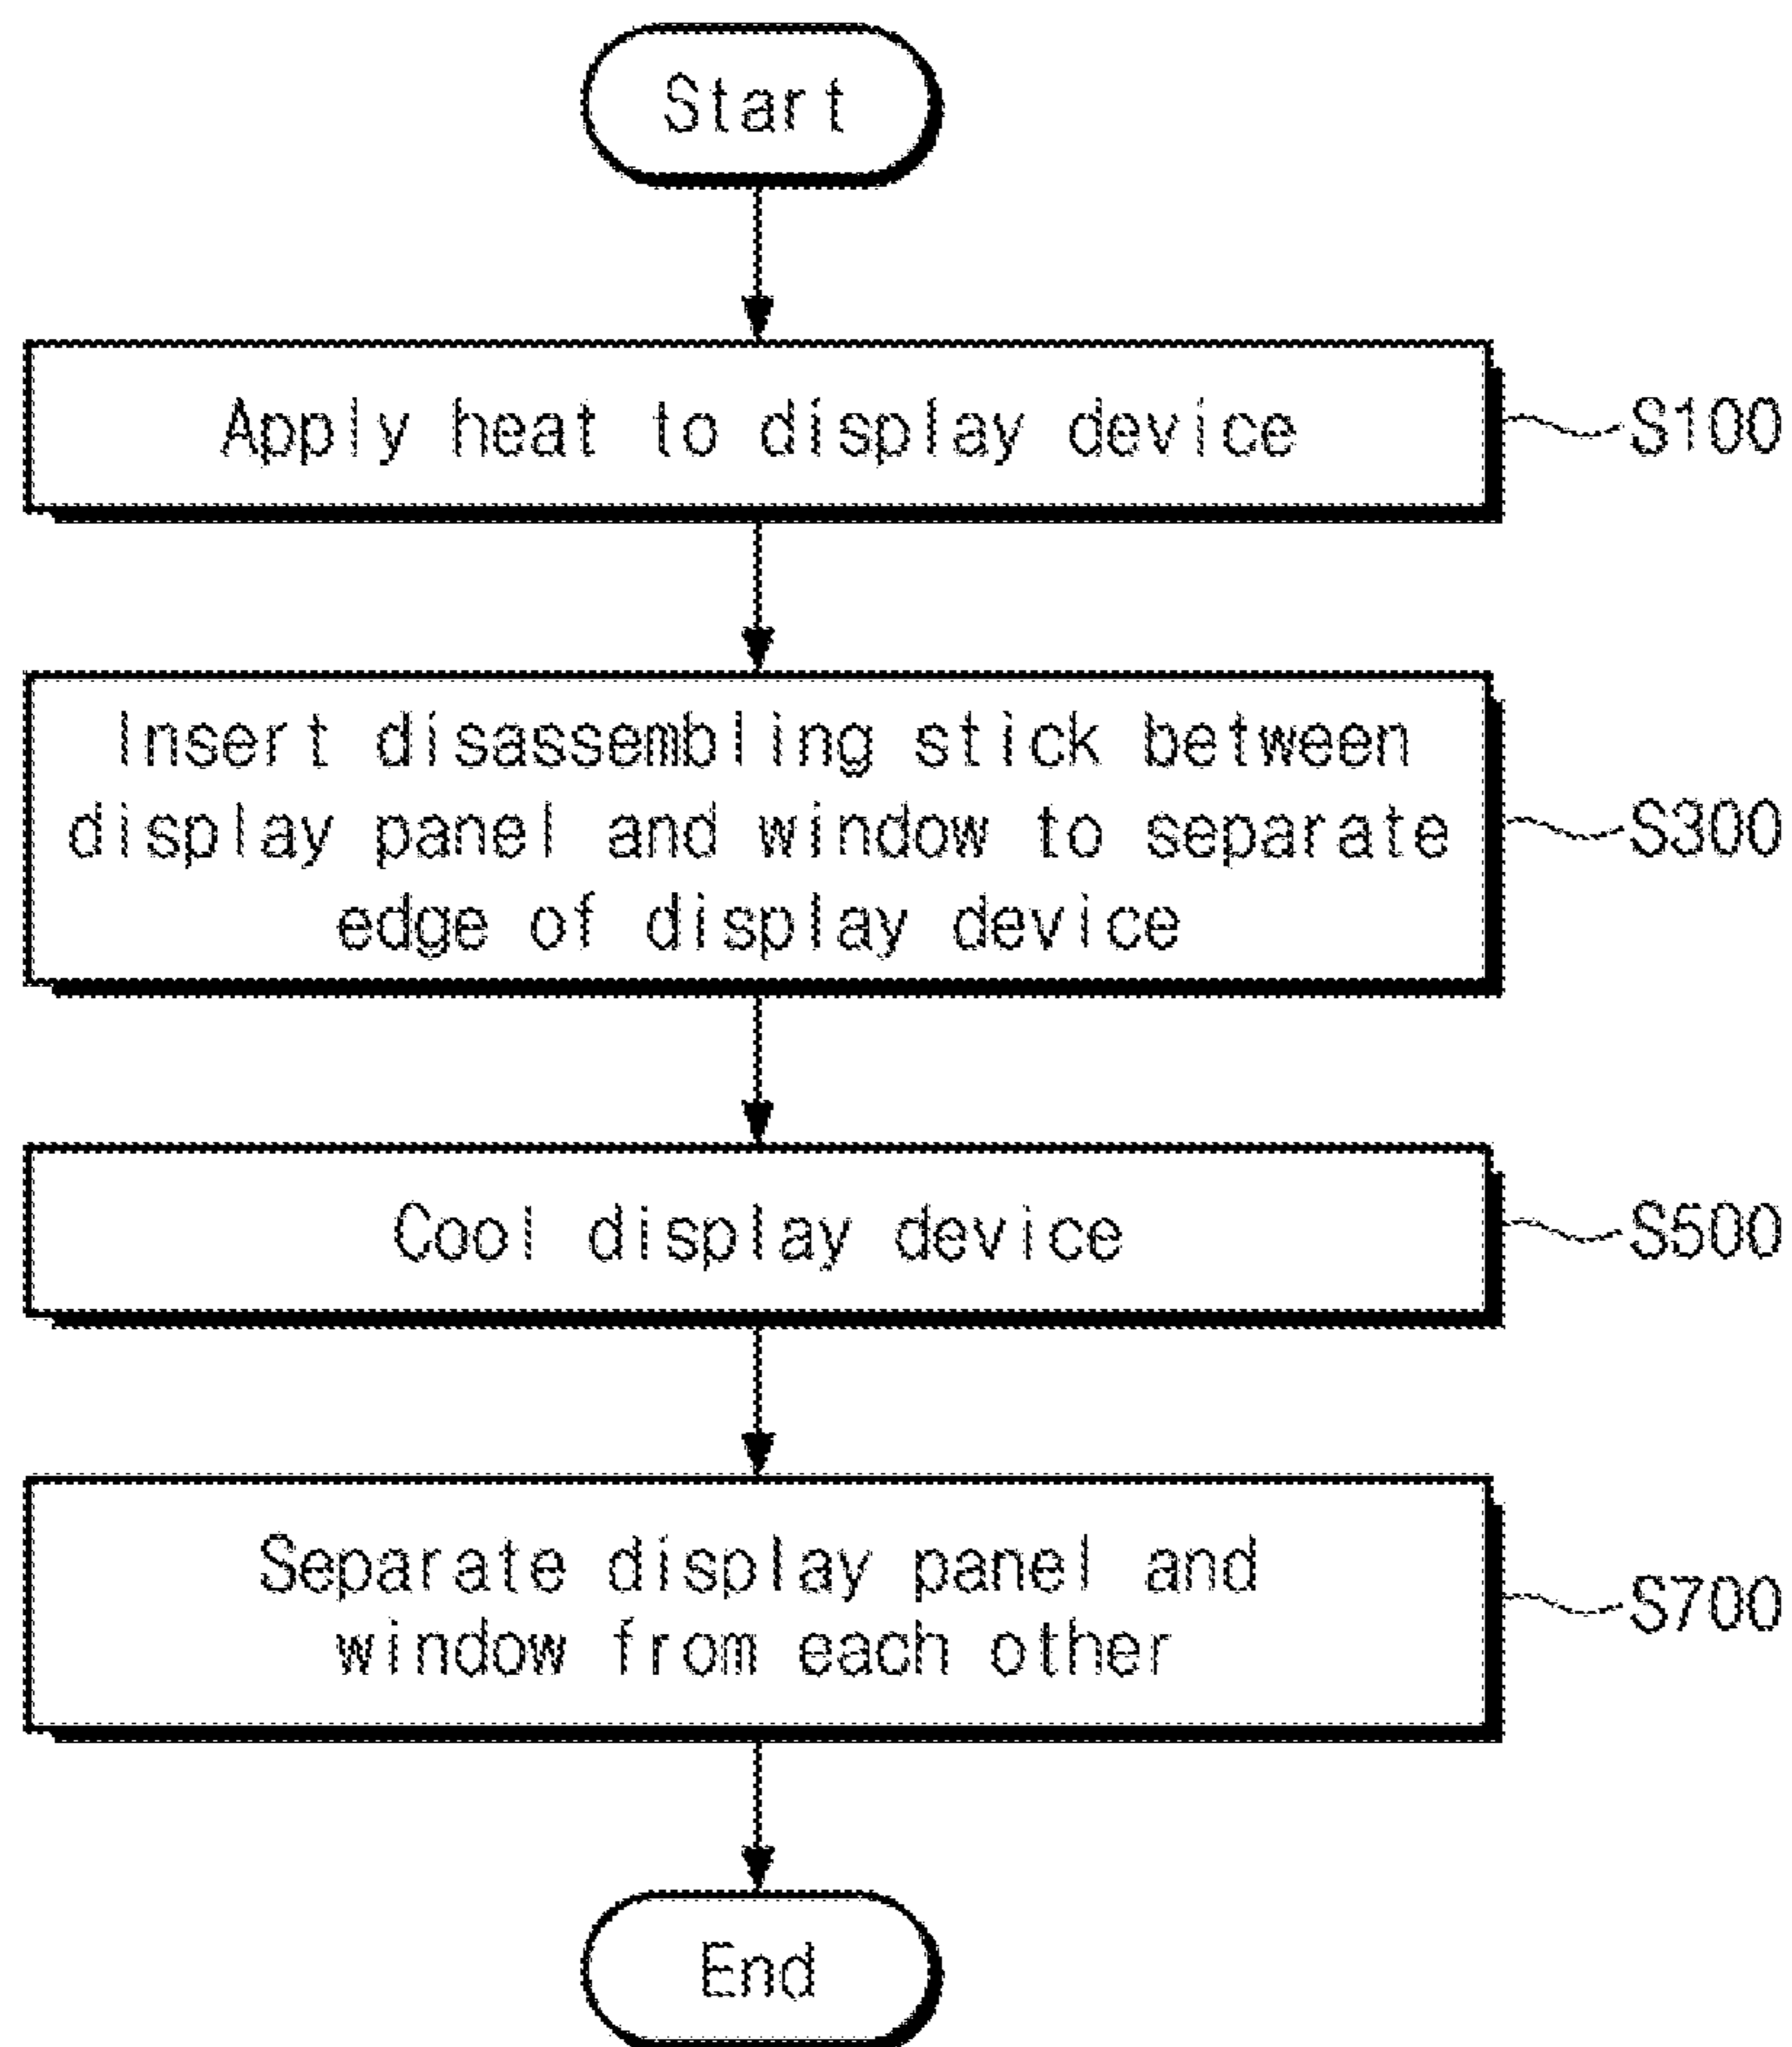 Start
Apply heat to display device
S100
Insert disassembling stick between
display panel and window to separate
edge of display device
S300
Cool display device
S500
Separate display panel and
window from each other
S700
End